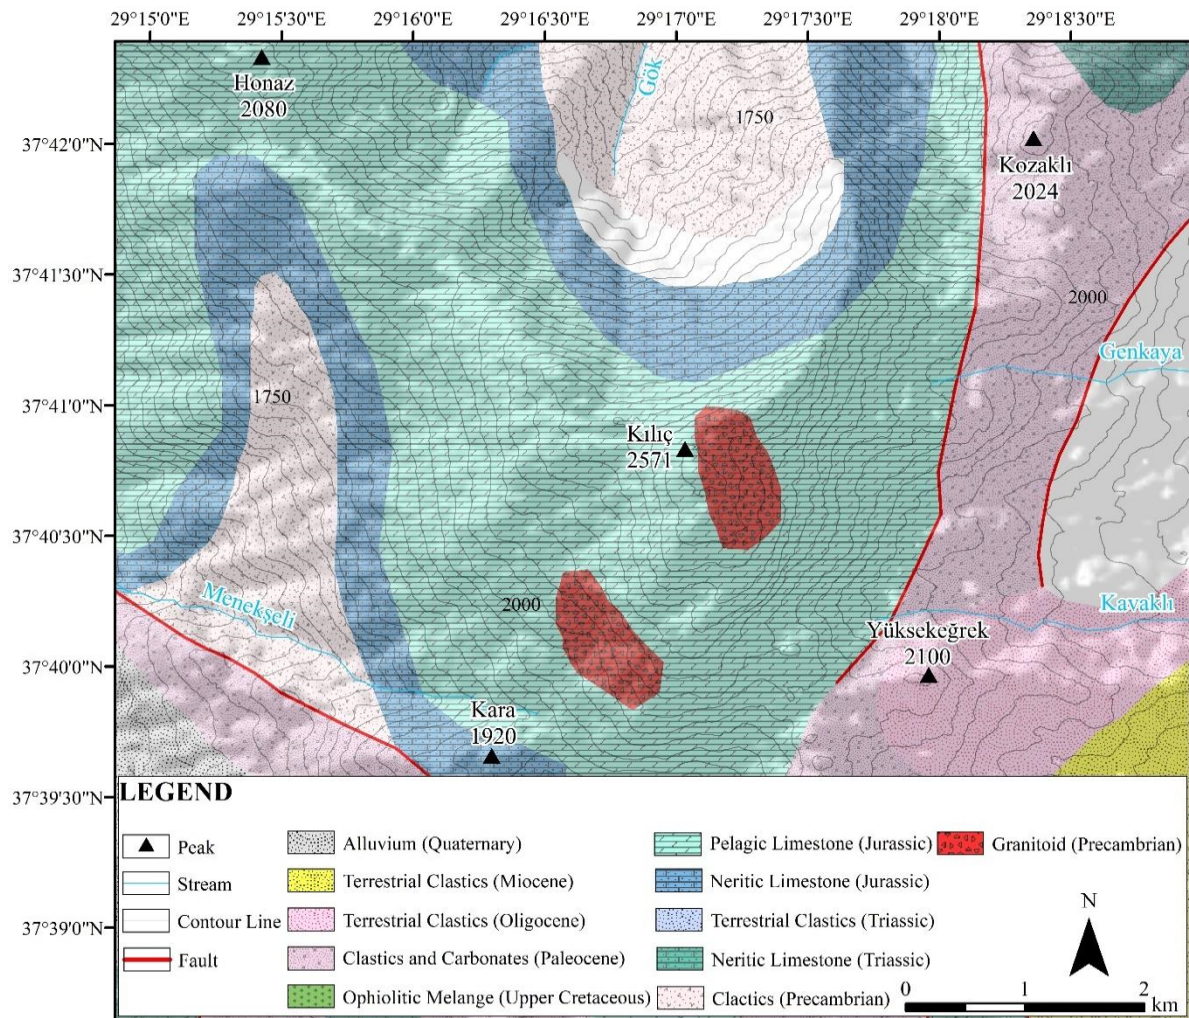 29°15'0"E 29°15'30"E 29°16'0"E 29°16'30"E 29°17'0"E 29°17'30"E 29°18'0"E 29°18'30"E
Honaz
2080
Gök
1750
37°42'0"N
Kozaklı
2024
37°41'30"N
2000
Genkaya
37°41'0"N
1750
Kılıç
2571
37°40'30"N
Menekşeli
2000
Kavaklı
Yüksekeğrek
2100
37°40'0"N
Kara
1920
37°39'30"N
37°39'0"N
LEGEND
Peak
Stream
Contour Line
Fault
Alluvium (Quaternary)
Terrestrial Clastics (Miocene)
Terrestrial Clastics (Oligocene)
Clastics and Carbonates (Paleocene)
Ophiolitic Melange (Upper Cretaceous)
Pelagic Limestone (Jurassic)
Neritic Limestone (Jurassic)
Terrestrial Clastics (Triassic)
Neritic Limestone (Triassic)
Clactics (Precambrian)
Granitoid (Precambrian)
N
0 1 2
km